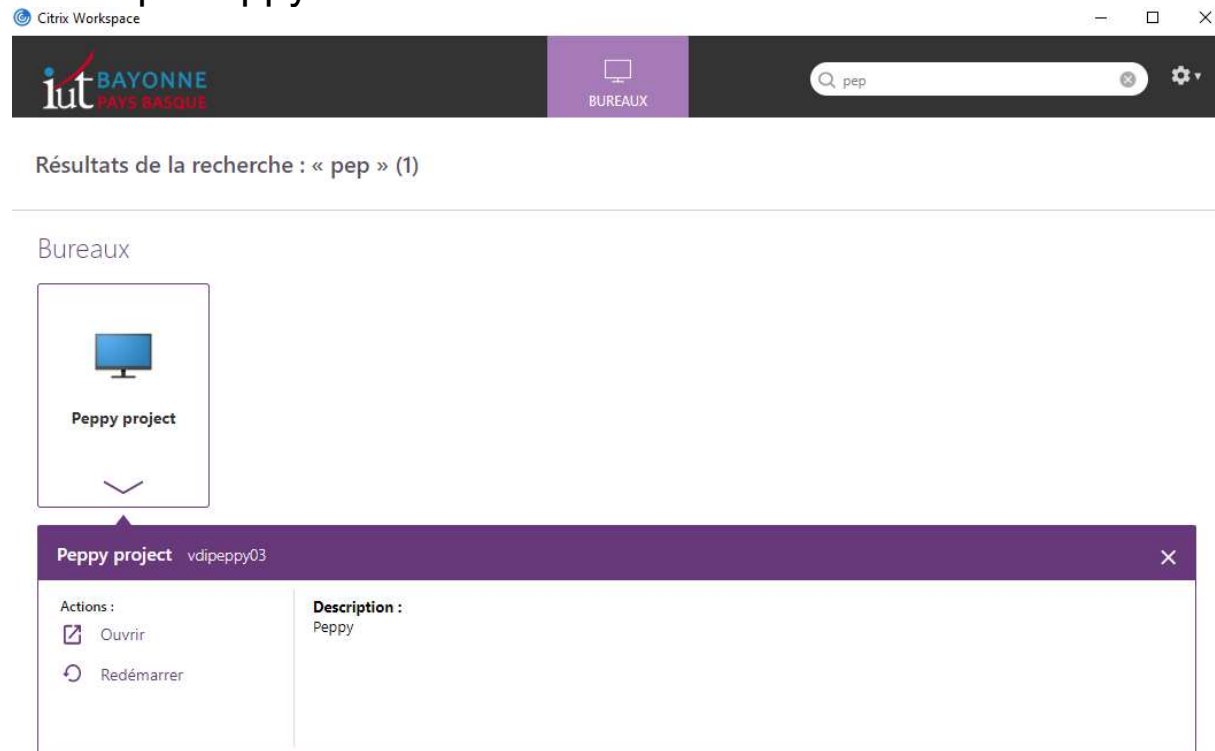 Citrix Workspace
iut BAYONNE
PAYS BASQUE
BUREAUX
pep
Résultats de la recherche : « pep » (1)
Bureaux
Peppy project
Peppy project vdipeppy03
Actions :
Ouvrir
Redémarrer
Description :
Peppy